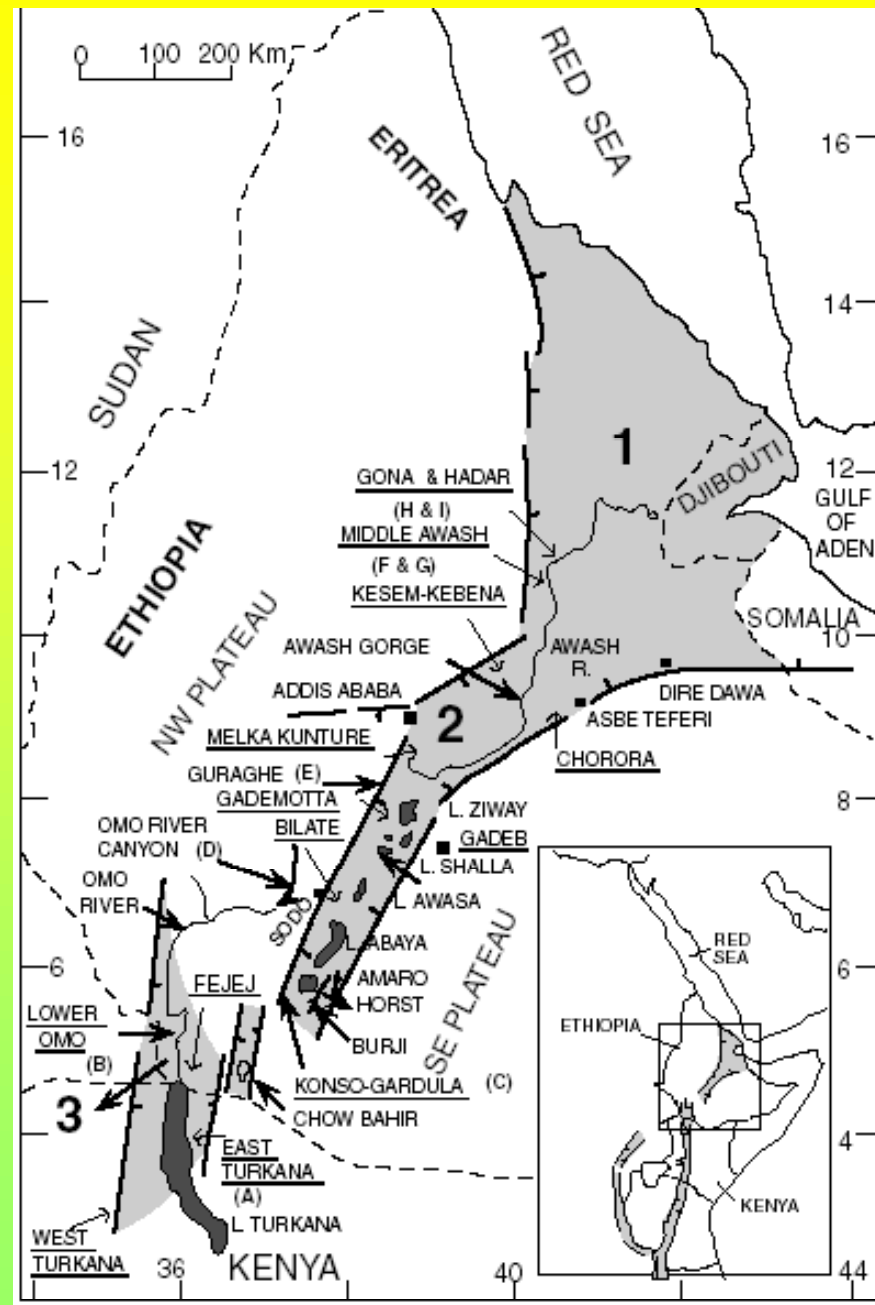 0 100 200 Km
RED SEA
16
16
ERITREA
14
SUDAN
1
12
12
DJIBOUTI
GONA & HADAR
(H & I)
GULF
OF
ADEN
MIDDLE AWASH
(F & G)
ETHIOPIA
KESEM-KEBENA
SOMALIA
10
AWASH GORGE
AWASH
R.
NW PLATEAU
ADDIS ABABA
DIRE DAWA
ASBE TEFERI
2
MELKA KUNTURE
CHORORA
GURAGHE (E)
8
GADEMOTTA
L. ZIWAY
BILATE
GADEB
OMO RIVER
CANYON (D)
L. SHALLA
OMO
RIVER
SODO
L. AWASA
L. ABAYA
6
6
FEJEJ
AMARO
HORST
SE PLATEAU
LOWER
OMO
(B)
BURJI
KONSO-GARDULA (C)
3
CHOW BAHIR
4
EAST
TURKANA
(A)
L. TURKANA
WEST
TURKANA
36
KENYA
40
44
RED
SEA
ETHIOPIA
KENYA